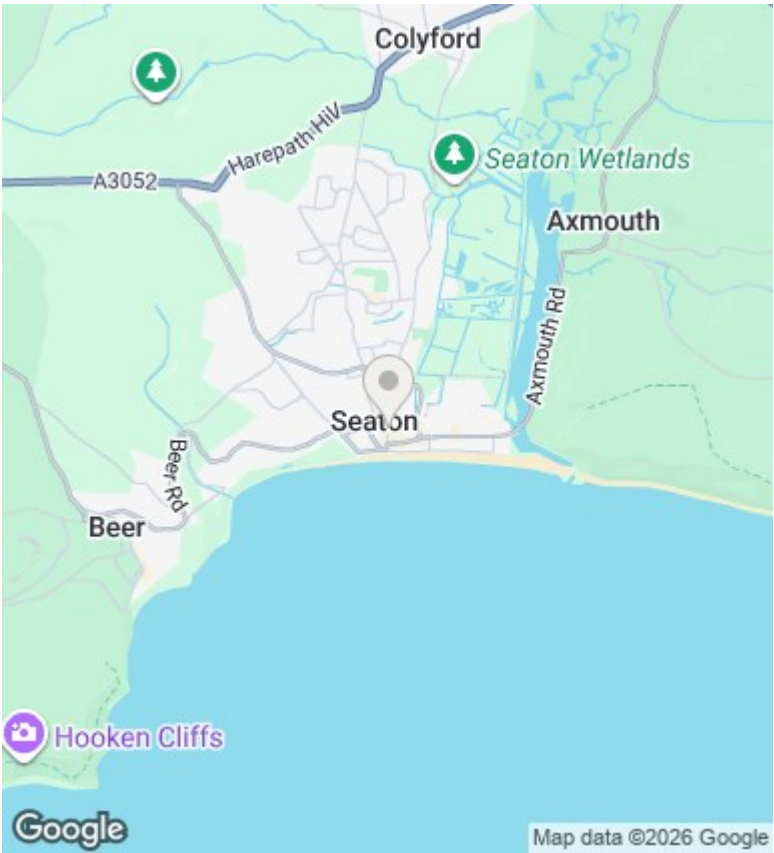 Colyford
Harepath Hill
Seaton Wetlands
A3052
Axmouth
Axmouth Rd
Seaton
Beer Rd
Beer
Hooken Cliffs
Google
Map data ©2026 Google